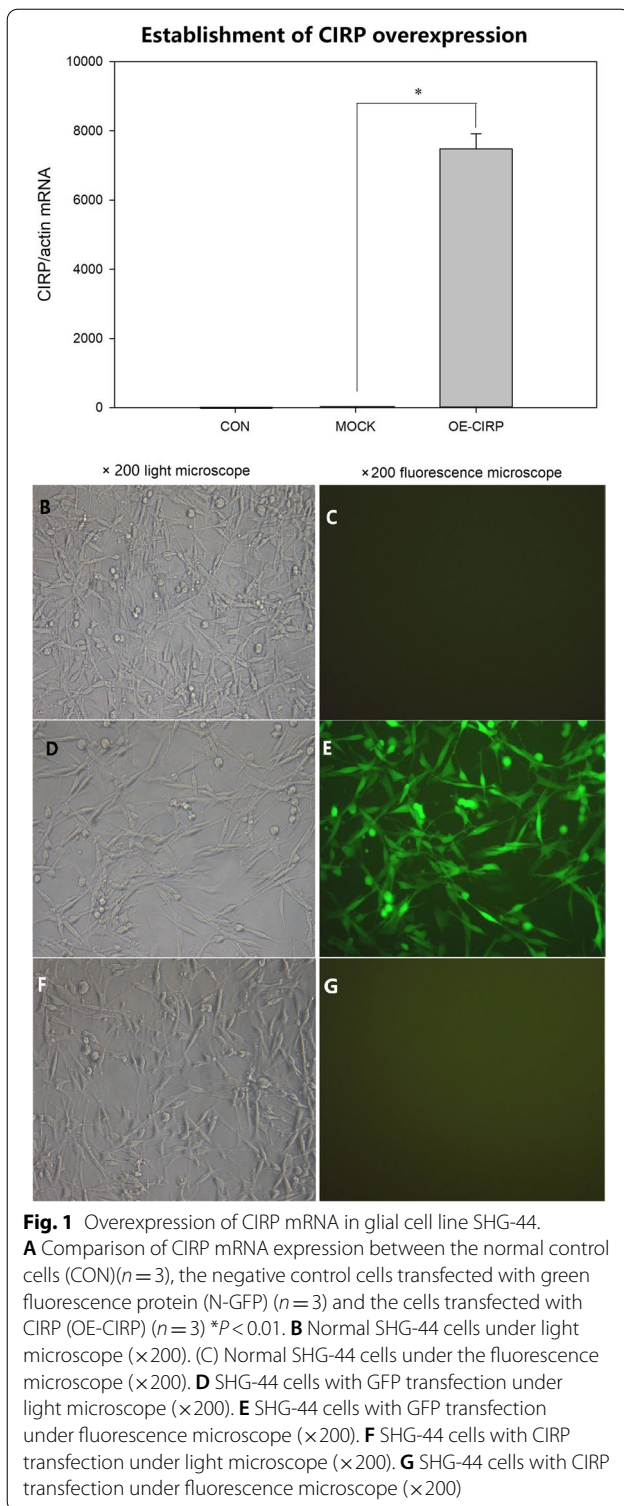 Establishment of CIRP overexpression
10000
8000
6000
4000
2000
0
CIRP/actin mRNA
*
CON MOCK OE-CIRP
× 200 light microscope ×200 fluorescence microscope
B C
D E
F G
Fig. 1 Overexpression of CIRP mRNA in glial cell line SHG-44.
A Comparison of CIRP mRNA expression between the normal control
cells (CON)(n = 3), the negative control cells transfected with green
fluorescence protein (N-GFP) (n = 3) and the cells transfected with
CIRP (OE-CIRP) (n = 3) *P < 0.01. B Normal SHG-44 cells under light
microscope (× 200). (C) Normal SHG-44 cells under the fluorescence
microscope (× 200). D SHG-44 cells with GFP transfection under
light microscope (× 200). E SHG-44 cells with GFP transfection
under fluorescence microscope (× 200). F SHG-44 cells with CIRP
transfection under light microscope (× 200). G SHG-44 cells with CIRP
transfection under fluorescence microscope (× 200)